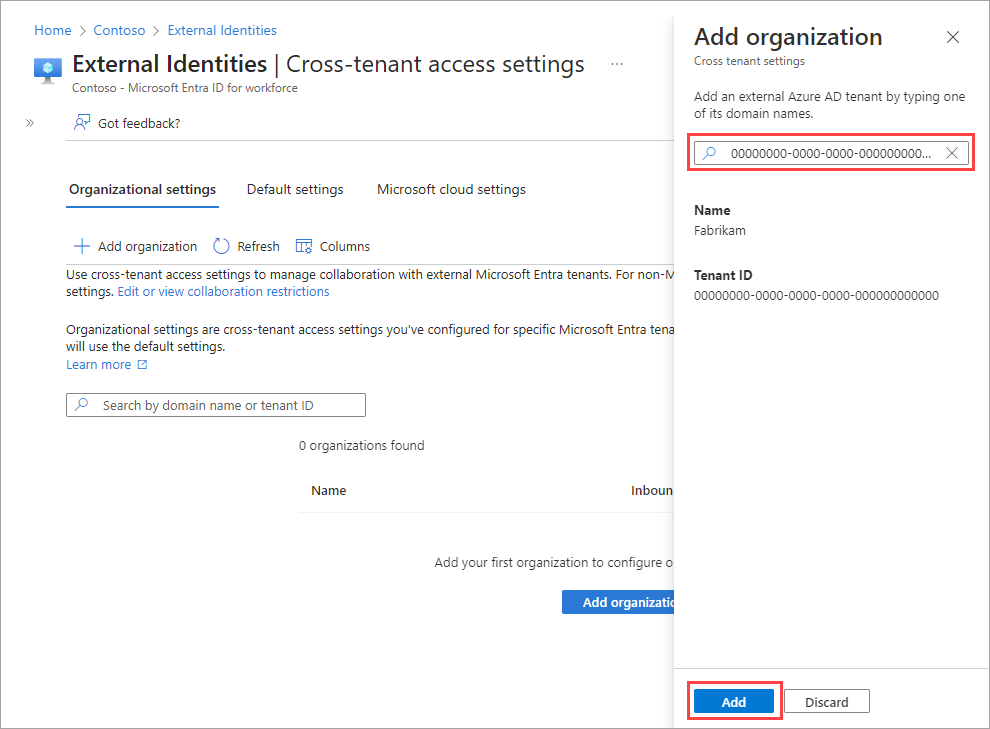 Home > Contoso > External Identities
External Identities | Cross-tenant access settings ...
Contoso - Microsoft Entra ID for workforce
» Got feedback?
Organizational settings Default settings Microsoft cloud settings
Add organization Refresh Columns
Use cross-tenant access settings to manage collaboration with external Microsoft Entra tenants. For non-M
settings. Edit or view collaboration restrictions
Organizational settings are cross-tenant access settings you've configured for specific Microsoft Entra tena
will use the default settings.
Learn more
Search by domain name or tenant ID
0 organizations found
Name Inboun
Add your first organization to configure o
Add organizatio
Add organization
Cross tenant settings
Add an external Azure AD tenant by typing one
of its domain names.
00000000-0000-0000-000000000...
Name
Fabrikam
Tenant ID
00000000-0000-0000-0000-000000000000
Add Discard